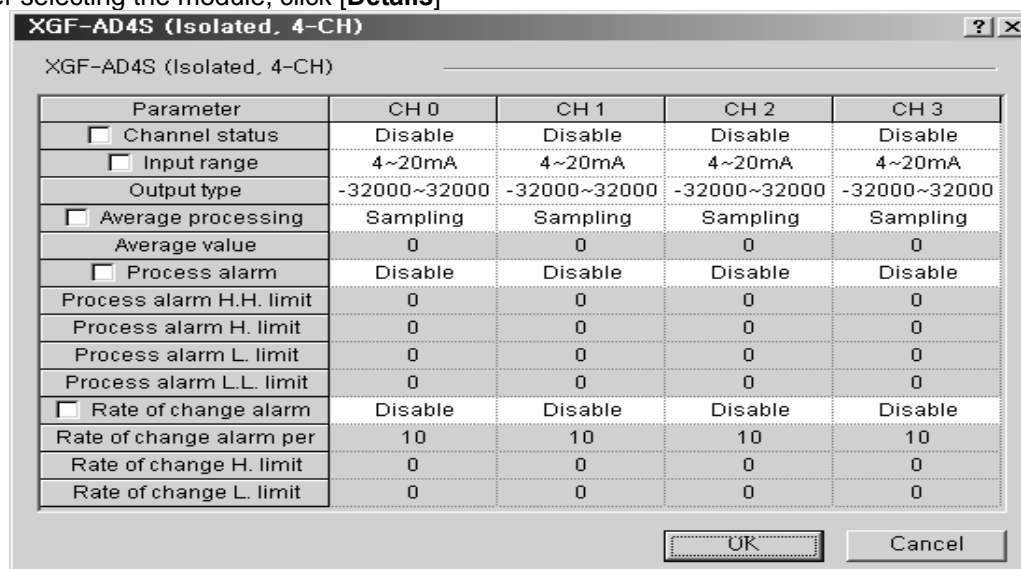 er selecting the module, click [Details]
XGF-AD4S (Isolated, 4-CH) ? ×
XGF-AD4S (Isolated, 4-CH)
Parameter CH 0 CH 1 CH 2 CH 3
Channel status Disable Disable Disable Disable
Input range 4~20mA 4~20mA 4~20mA 4~20mA
Output type -32000~32000 -32000~32000 -32000~32000 -32000~32000
Average processing Sampling Sampling Sampling Sampling
Average value 0 0 0 0
Process alarm Disable Disable Disable Disable
Process alarm H.H. limit 0 0 0 0
Process alarm H. limit 0 0 0 0
Process alarm L. limit 0 0 0 0
Process alarm L.L. limit 0 0 0 0
Rate of change alarm Disable Disable Disable Disable
Rate of change alarm per 10 10 10 10
Rate of change H. limit 0 0 0 0
Rate of change L. limit 0 0 0 0
OK Cancel